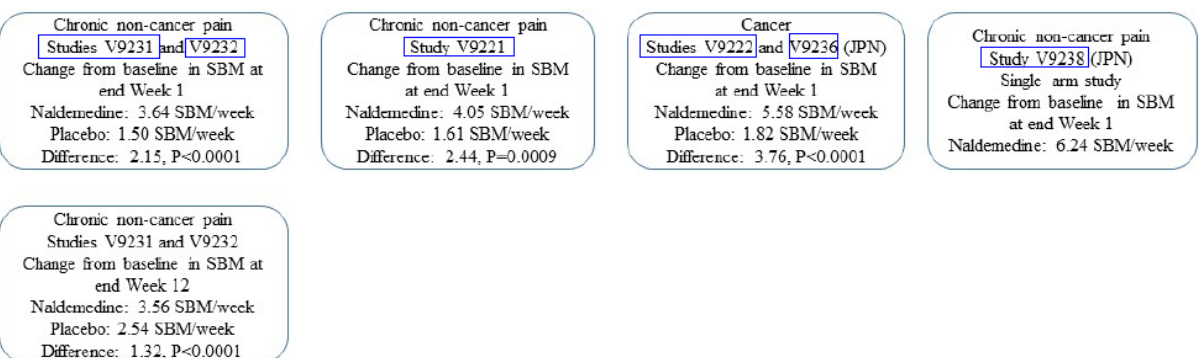 Chronic non-cancer pain
Studies V9231 and V9232
Change from baseline in SBM at
end Week 1
Naldemedine: 3.64 SBM/week
Placebo: 1.50 SBM/week
Difference: 2.15, P<0.0001
Chronic non-cancer pain
Study V9221
Change from baseline in SBM
at end Week 1
Naldemedine: 4.05 SBM/week
Placebo: 1.61 SBM/week
Difference: 2.44, P=0.0009
Cancer
Studies V9222 and V9236 (JPN)
Change from baseline in SBM
at end Week 1
Naldemedine: 5.58 SBM/week
Placebo: 1.82 SBM/week
Difference: 3.76, P<0.0001
Chronic non-cancer pain
Study V9238 (JPN)
Single arm study
Change from baseline in SBM
at end Week 1
Naldemedine: 6.24 SBM/week
Chronic non-cancer pain
Studies V9231 and V9232
Change from baseline in SBM at
end Week 12
Naldemedine: 3.56 SBM/week
Placebo: 2.54 SBM/week
Difference: 1.32, P<0.0001